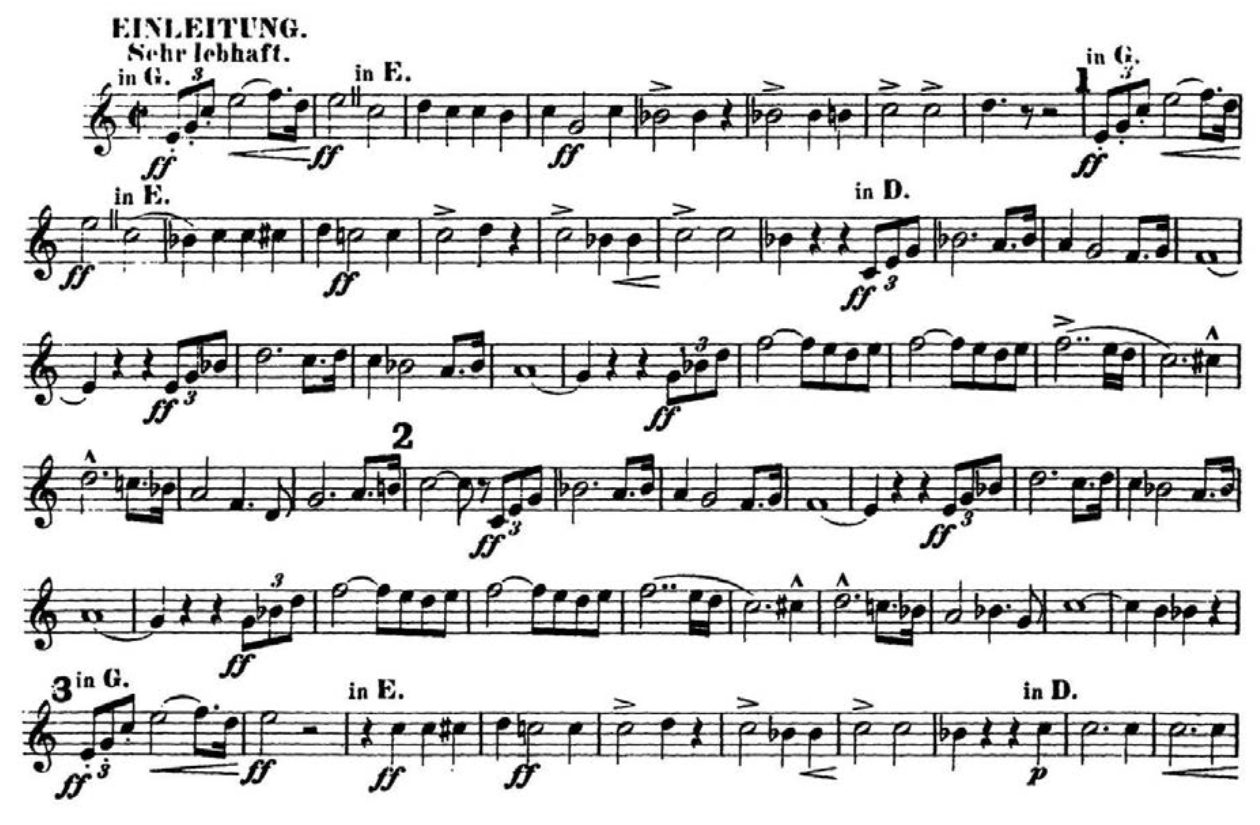 EINLEITUNG.
Sehr lebhaft.
in G. 3 in E. 1 in G. 3
ff ff ff ff
in E. in D.
ff ff ff 3
3
ff 3 ff
2
ff 3 ff 3
3
ff
3 in G. in E. in D.
ff 3 ff ff ff p